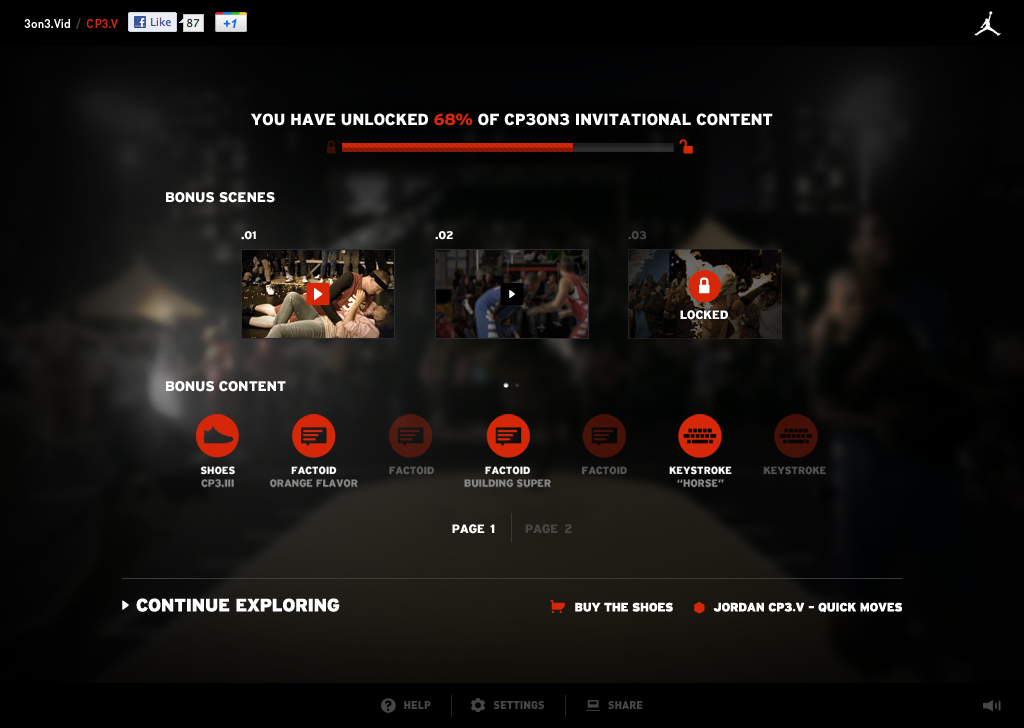 3on3.Vid / CP3.V
Like
87
+1
YOU HAVE UNLOCKED 68% OF CP3ON3 INVITATIONAL CONTENT
BONUS SCENES
.01
.02
.03
LOCKED
BONUS CONTENT
SHOES
CP3.III
FACTOID
ORANGE FLAVOR
FACTOID
FACTOID
BUILDING SUPER
FACTOID
KEYSTROKE
“HORSE”
KEYSTROKE
PAGE 1
PAGE 2
CONTINUE EXPLORING
BUY THE SHOES
JORDAN CP3.V – QUICK MOVES
HELP
SETTINGS
SHARE